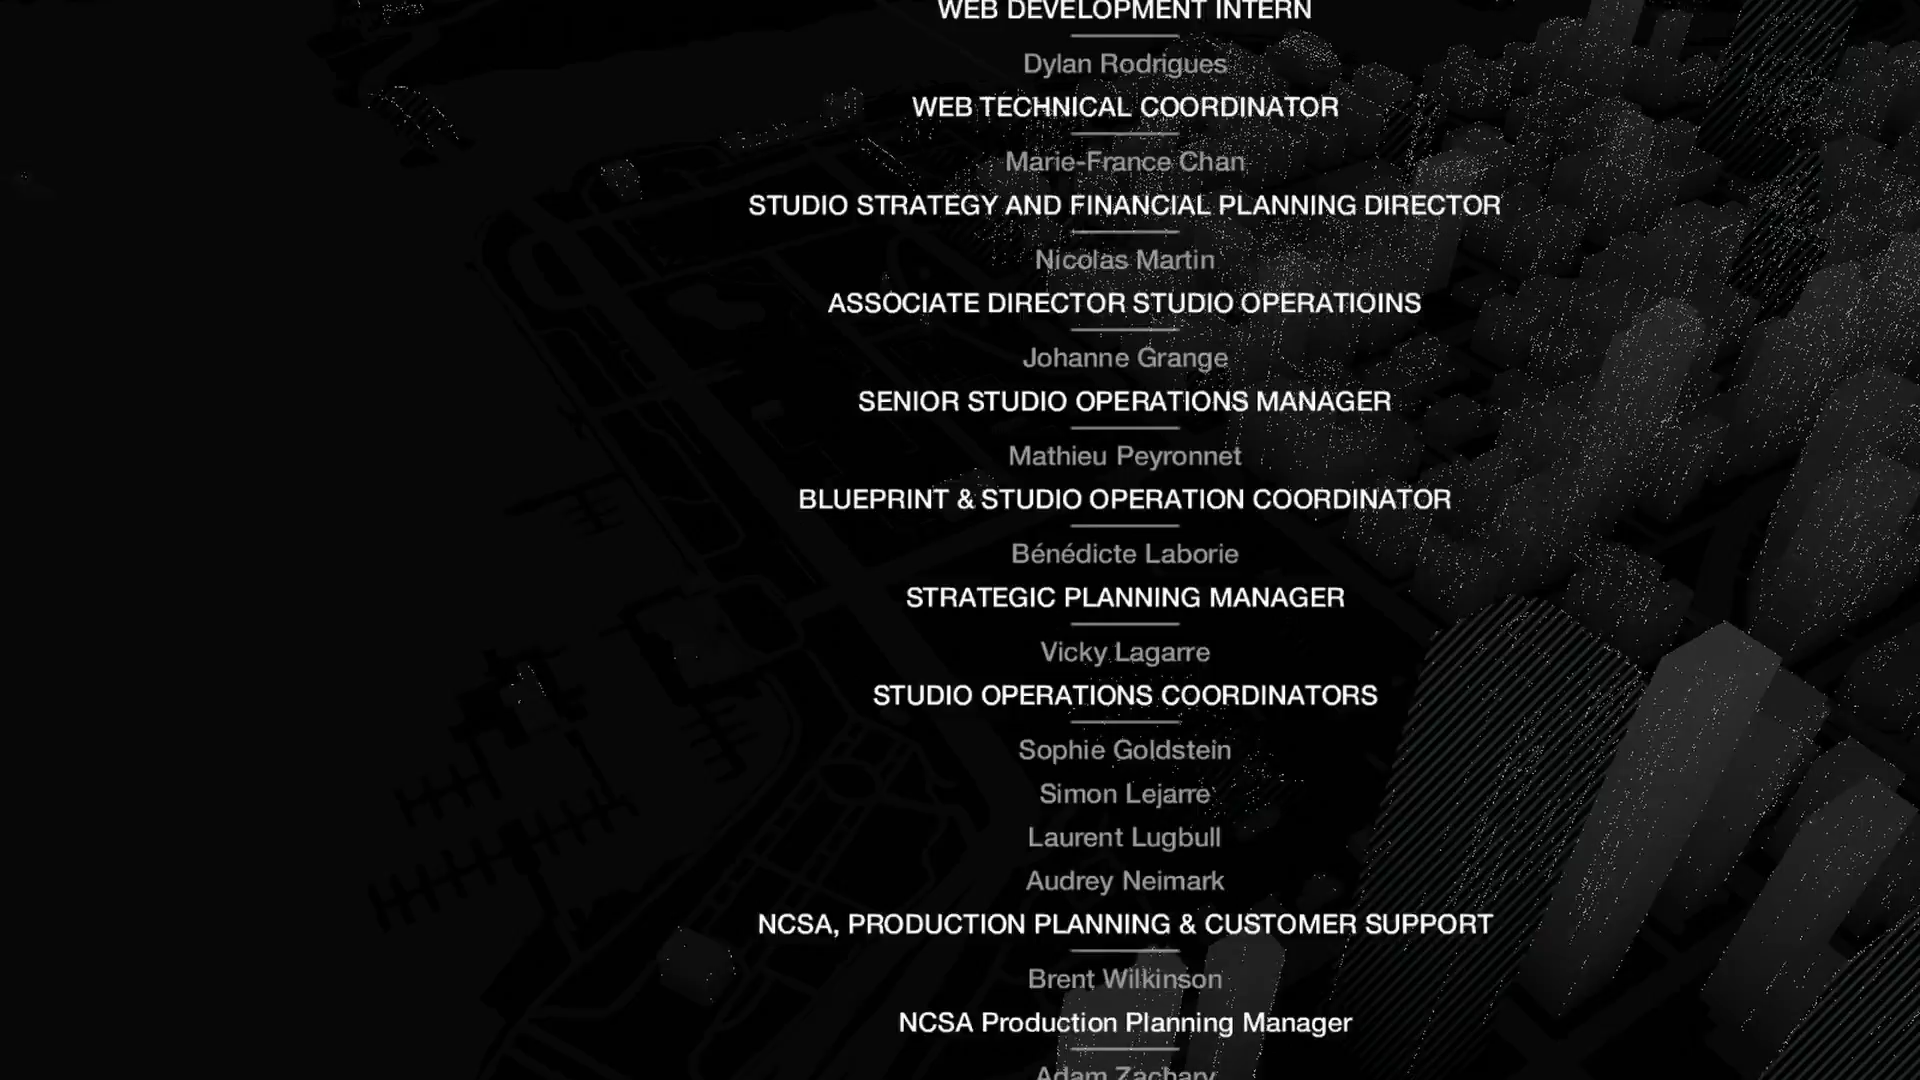 WEB DEVELOPMENT INTERN
Dylan Rodrigues
WEB TECHNICAL COORDINATOR
Marie-France Chan
STUDIO STRATEGY AND FINANCIAL PLANNING DIRECTOR
Nicolas Martin
ASSOCIATE DIRECTOR STUDIO OPERATIOINS
Johanne Grange
SENIOR STUDIO OPERATIONS MANAGER
Mathieu Peyronnet
BLUEPRINT & STUDIO OPERATION COORDINATOR
Bénédicte Laborie
STRATEGIC PLANNING MANAGER
Vicky Lagarre
STUDIO OPERATIONS COORDINATORS
Sophie Goldstein
Simon Lejarre
Laurent Lugbull
Audrey Neimark
NCSA, PRODUCTION PLANNING & CUSTOMER SUPPORT
Brent Wilkinson
NCSA Production Planning Manager
Adam Zachary